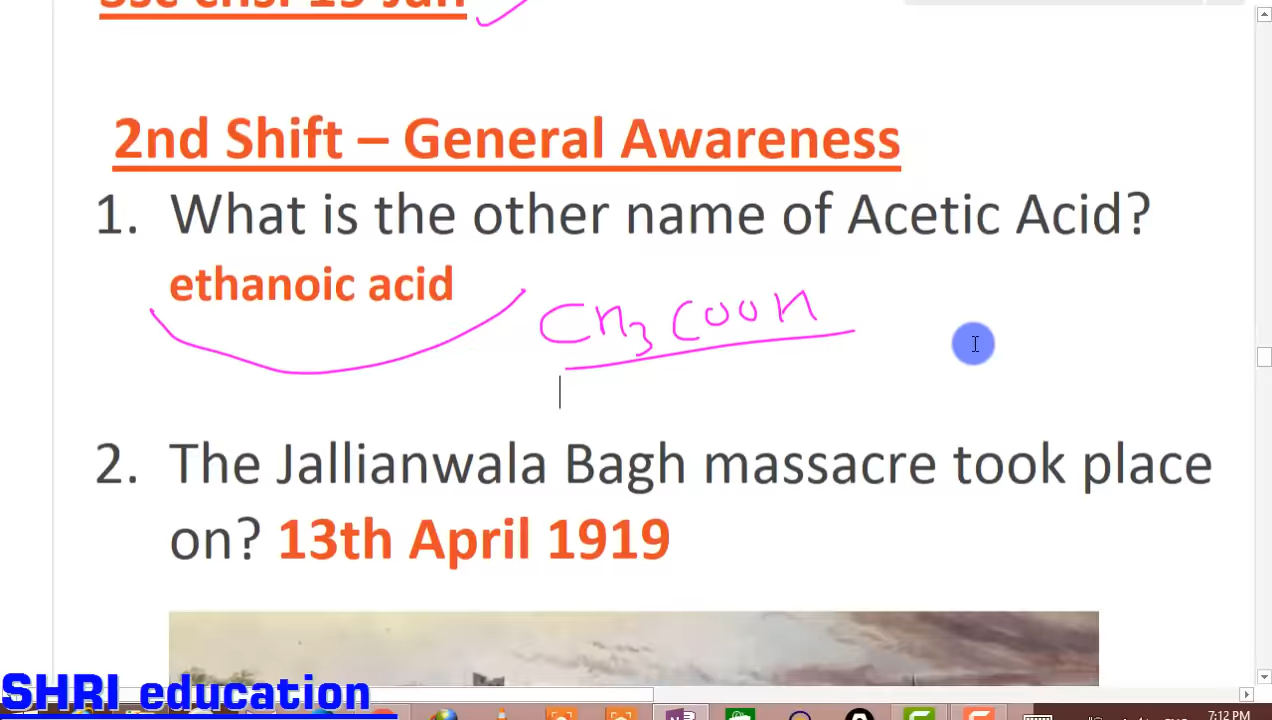 2nd Shift – General Awareness
1. What is the other name of Acetic Acid?
ethanoic acid
CH3COOH
2. The Jallianwala Bagh massacre took place
on? 13th April 1919
SHRI education
7:12 PM